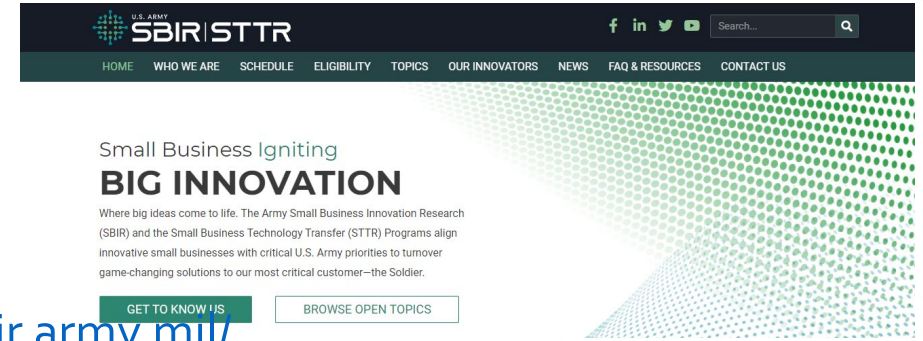 U.S. ARMY
SBIR|STTR
Search...
HOME WHO WE ARE SCHEDULE ELIGIBILITY TOPICS OUR INNOVATORS NEWS FAQ & RESOURCES CONTACT US
Small Business Igniting
BIG INNOVATION
Where big ideas come to life. The Army Small Business Innovation Research
(SBIR) and the Small Business Technology Transfer (STTR) Programs align
innovative small businesses with critical U.S. Army priorities to turnover
game-changing solutions to our most critical customer—the Soldier.
GET TO KNOW US BROWSE OPEN TOPICS
ir.army.mil/